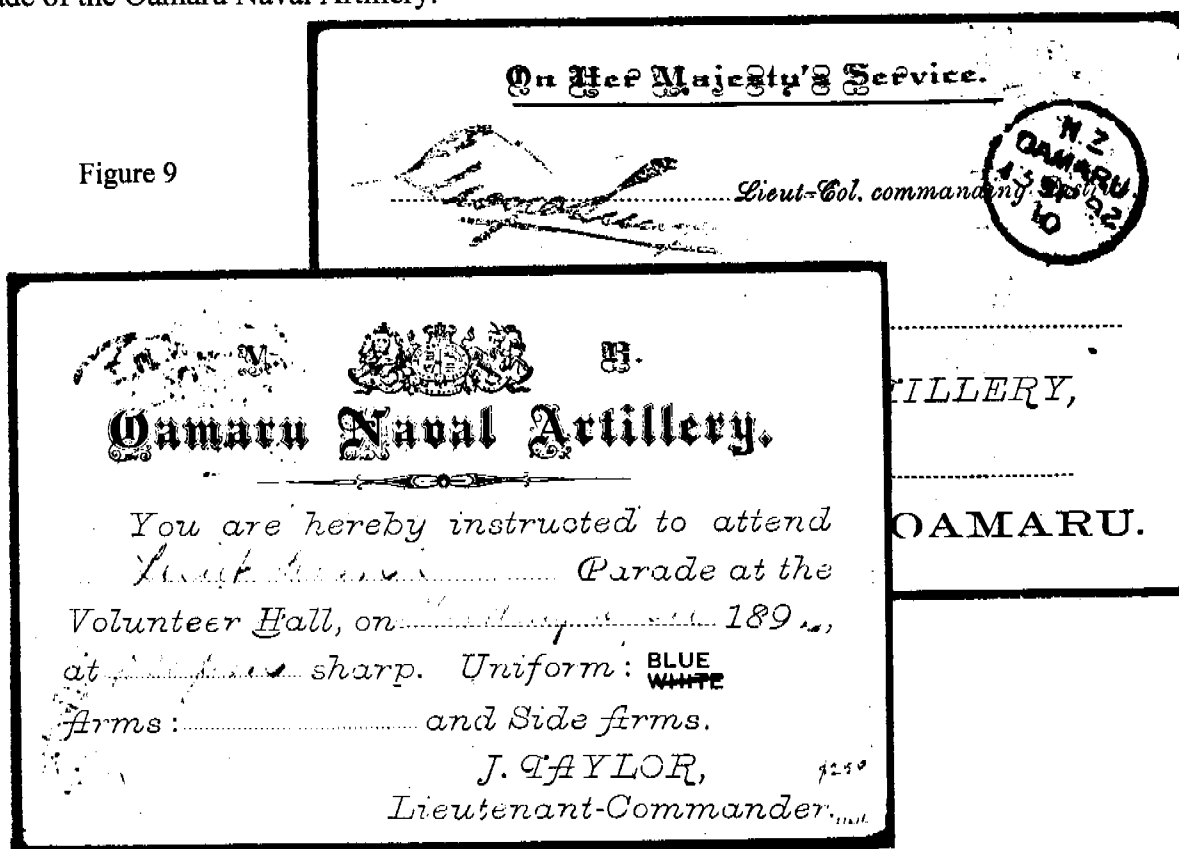 of the Oamaru Naval Artillery.
Figure 9
On Her Majesty's Service.
Lieut-Col. commanding
N. Z
OAMARU
10
ILLERY,
OAMARU.
M R.
Oamaru Naval Artillery.
You are hereby instructed to attend
Parade at the
Volunteer Hall, on 189
at sharp. Uniform: BLUE
WHITE
Arms: and Side Arms.
J. TAYLOR,
Lieutenant-Commander.